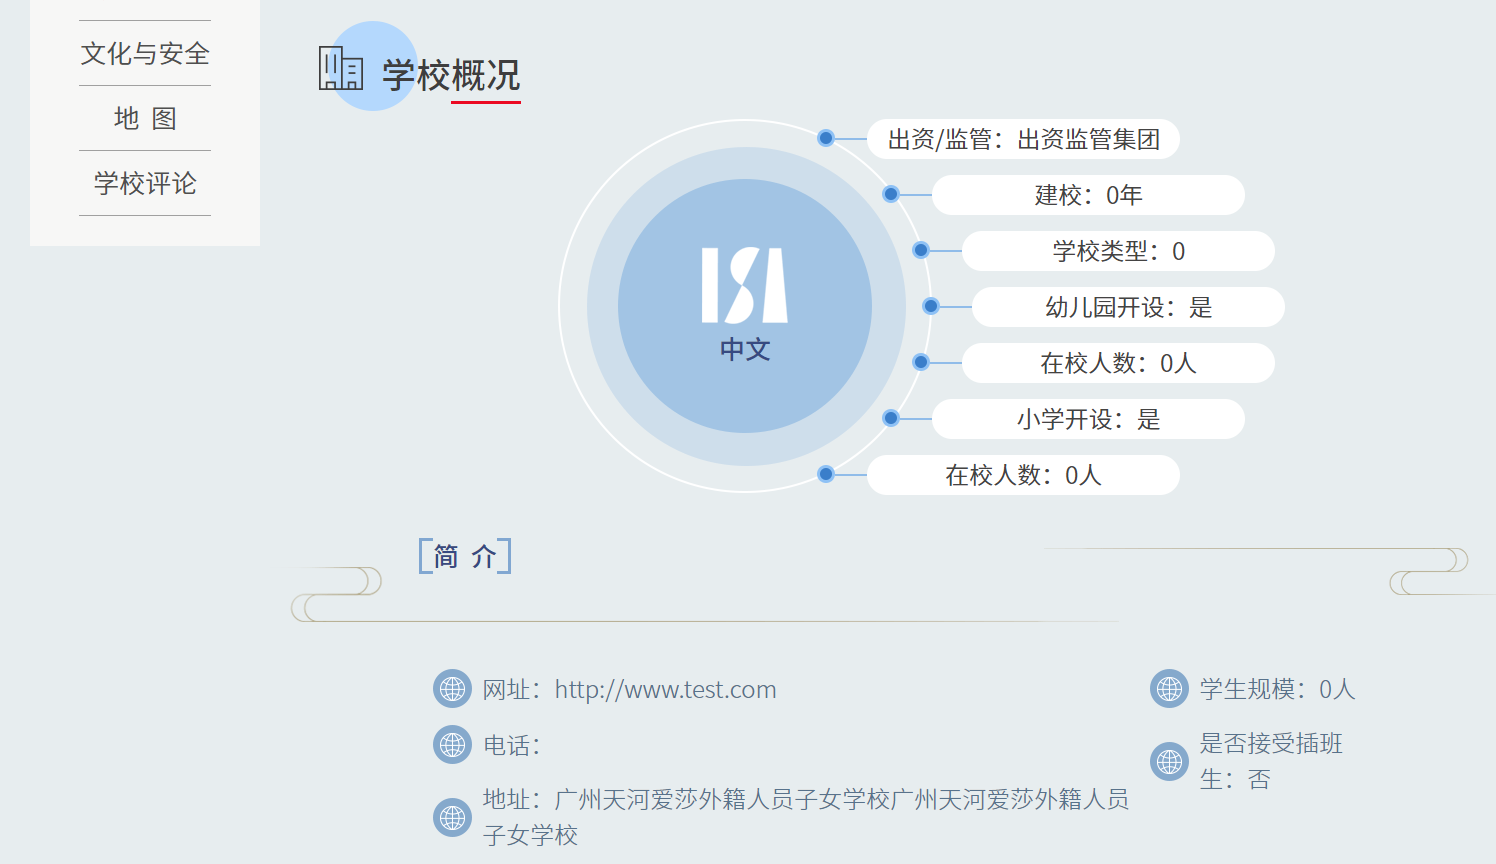 文化与安全
地 图
学校评论
学校概况
出资/监管：出资监管集团
建校：0年
学校类型：0
幼儿园开设：是
在校人数：0人
小学开设：是
在校人数：0人
ISA
中文
简 介
网址：http://www.test.com
学生规模：0人
电话：
是否接受插班
生：否
地址：广州天河爱莎外籍人员子女学校广州天河爱莎外籍人员
子女学校